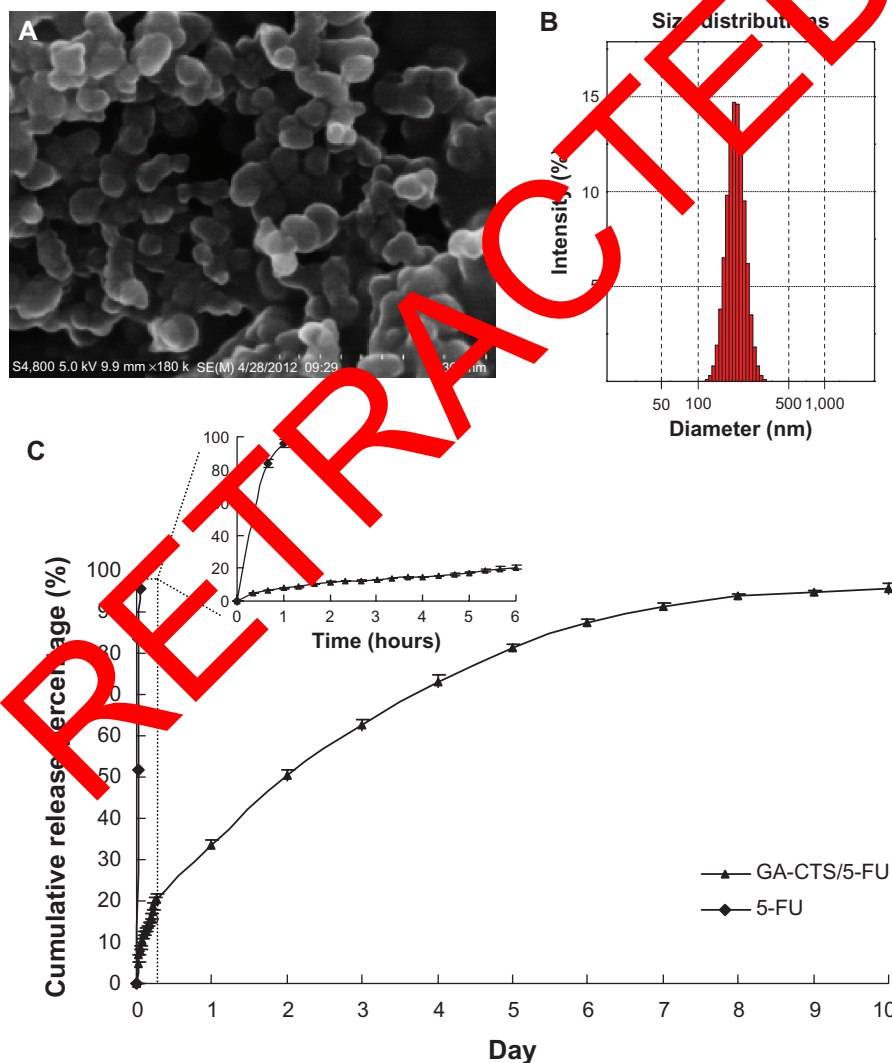 A
S4,800 5.0 kV 9.9 mm ×180 k SE(M) 4/28/2012 09:29
B
distributions
15
10
Intensity (%)
50 100 500 1,000
Diameter (nm)
RETRACTED
C
100
80
40
20
0
0 1 2 3 4 5 6
Time (hours)
Cumulative release percentage (%)
100
60
50
40
30
20
10
0
GA-CTS/5-FU
5-FU
0 1 2 3 4 5 6 7 8 9 10
Day